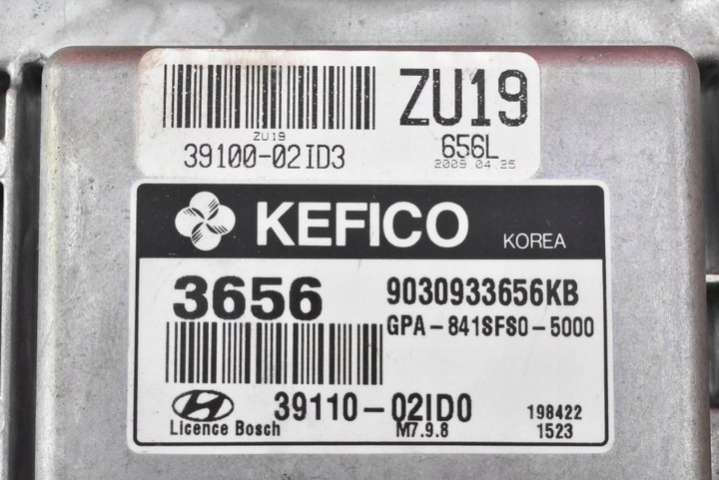 ZU19
ZU19
39100-02ID3
656L
2009.04.25
KEFICO
KOREA
3656
9030933656KB
GPA-841SFS0-5000
39110-02ID0
198422
Licence Bosch
M7.9.8
1523